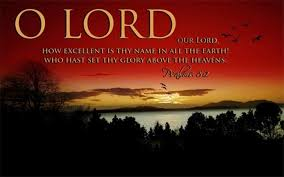 O LORD
OUR LORD,
HOW EXCELLENT IS THY NAME IN ALL THE EARTH!
WHO HAST SET THY GLORY ABOVE THE HEAVENS.
Psalms 8:1